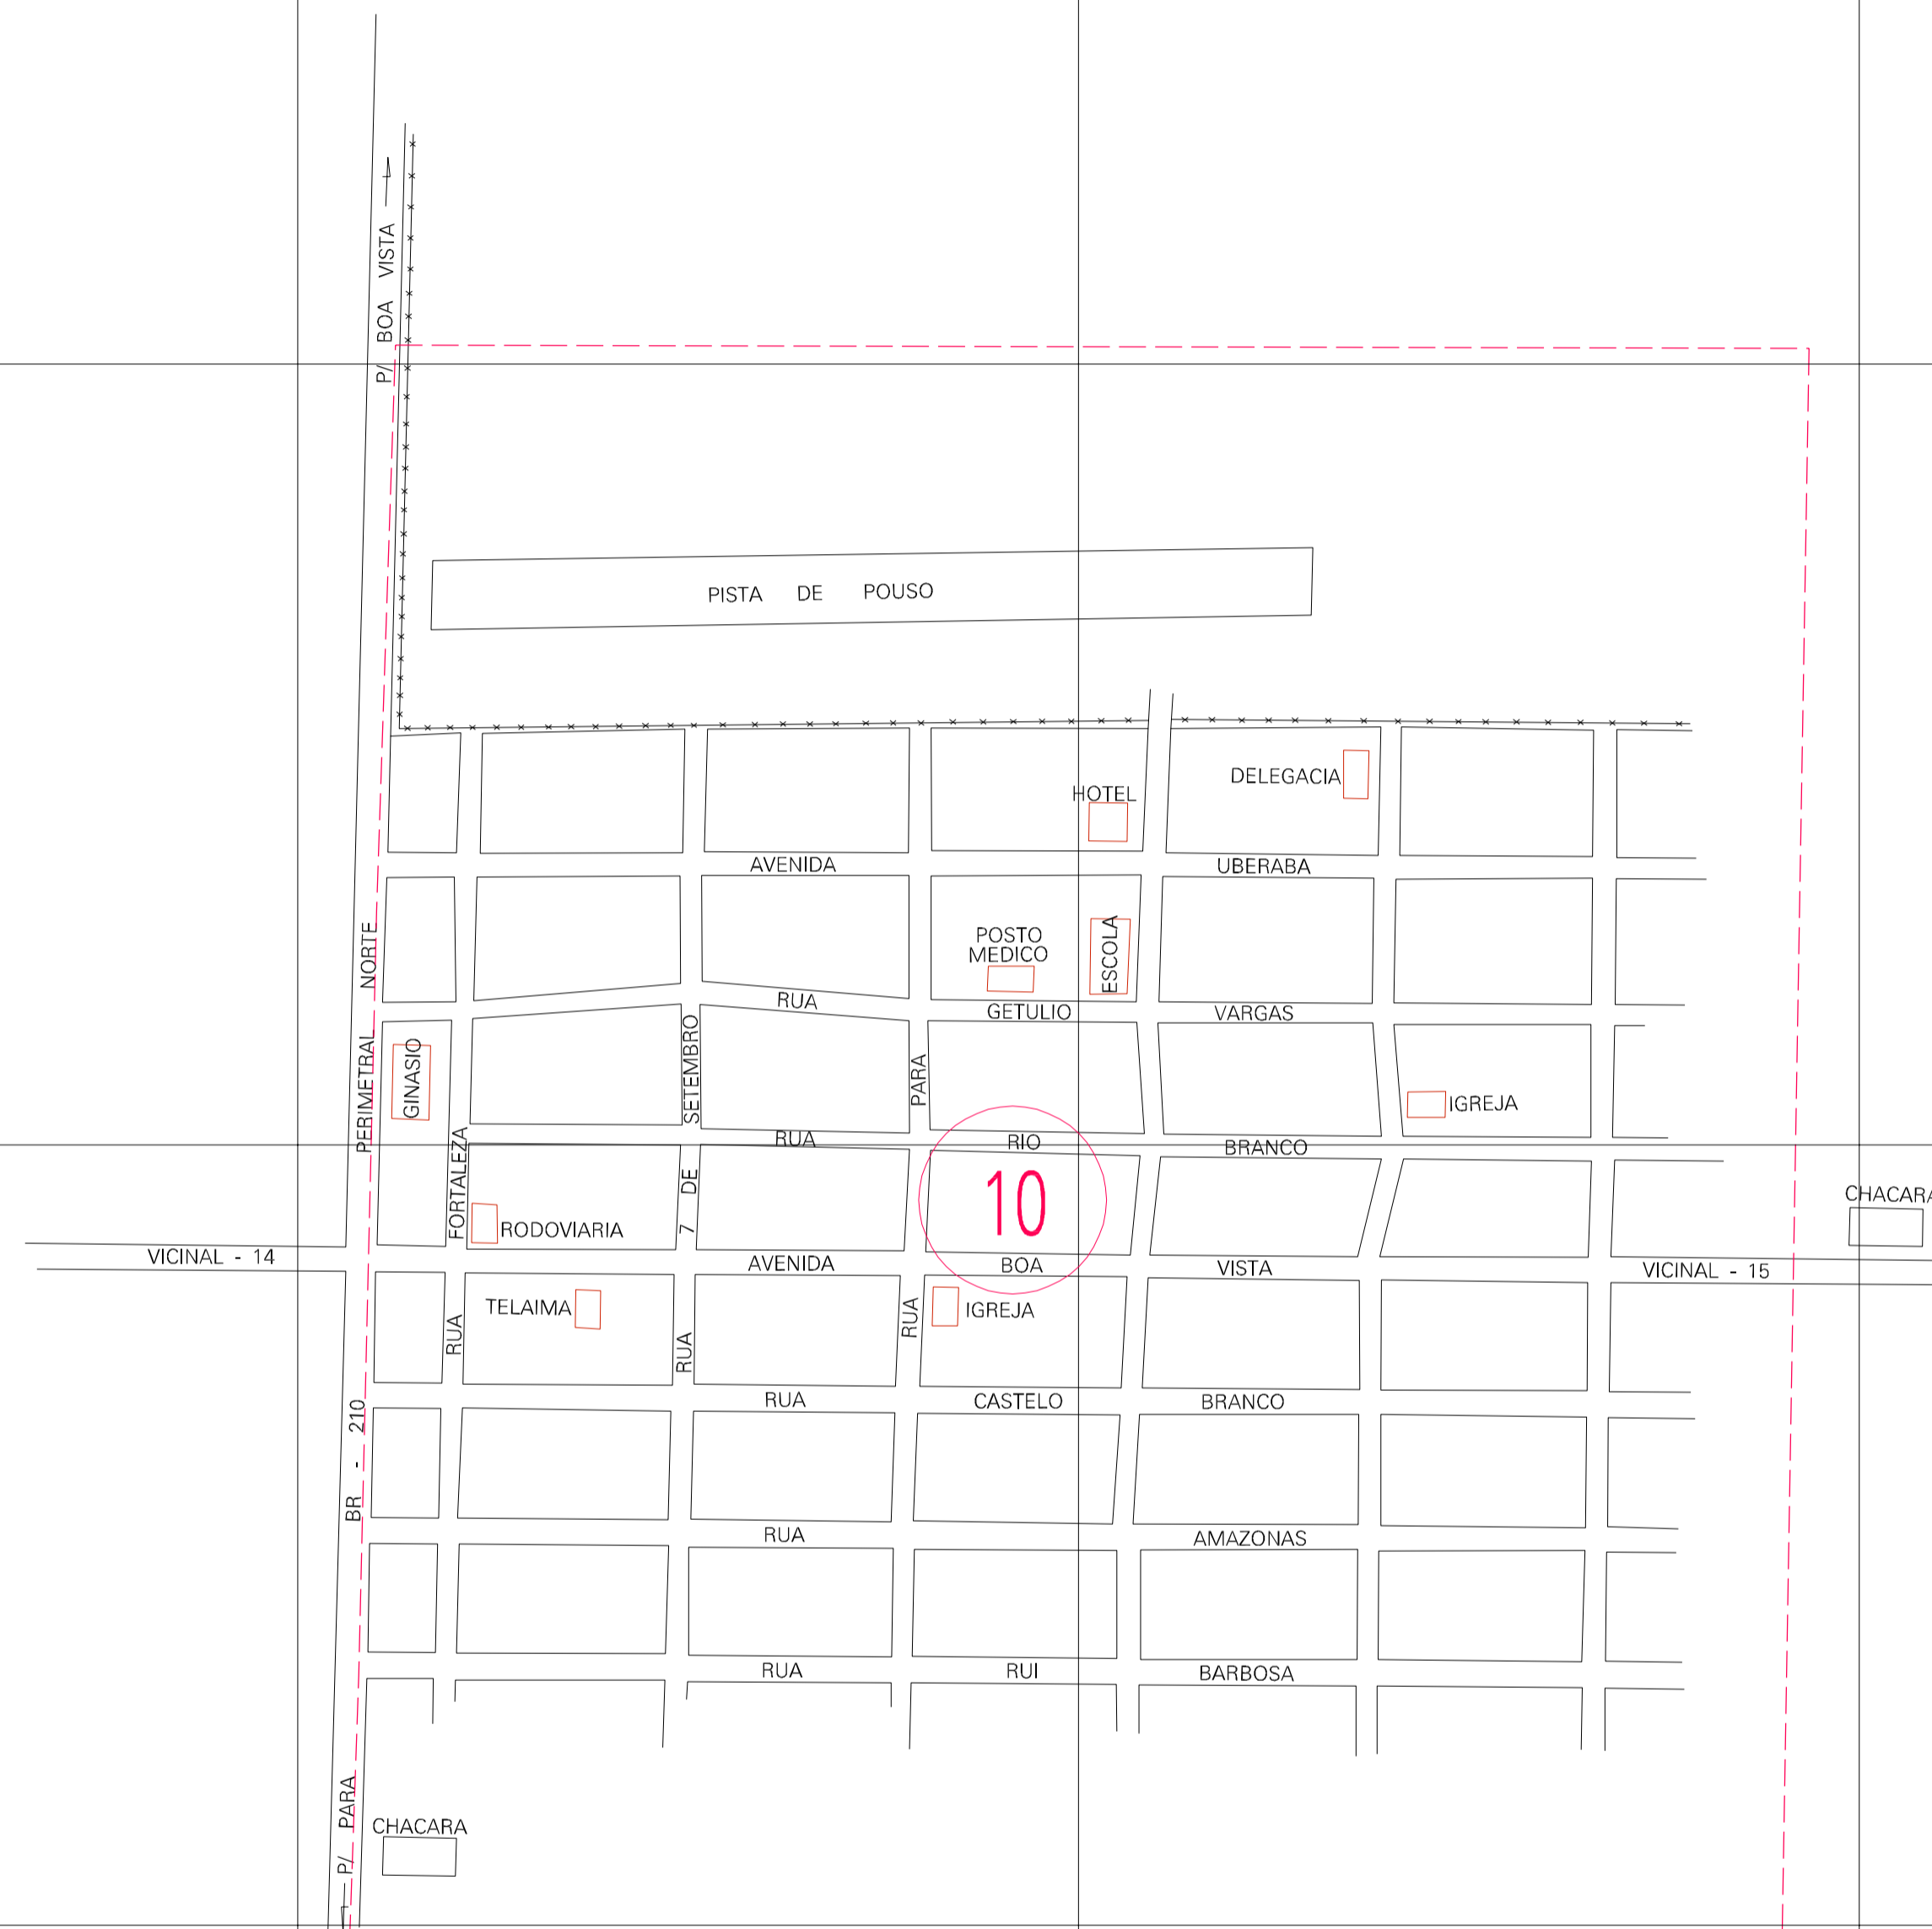 P/ BOA VISTA
PISTA DE POUSO
DELEGACIA
HOTEL
AVENIDA UBERABA
POSTO
MEDICO
ESCOLA
PERIMETRAL NORTE
RUA GETULIO VARGAS
GINASIO
RUA 7 DE SETEMBRO
RUA PARA
IGREJA
RUA RIO BRANCO
RUA FORTALEZA
10
CHACARA
RODOVIARIA
VICINAL - 14
AVENIDA BOA VISTA
VICINAL - 15
TELAIMA
IGREJA
RUA CASTELO BRANCO
BR - 210
RUA AMAZONAS
RUA RUI BARBOSA
P/ PARA
CHACARA